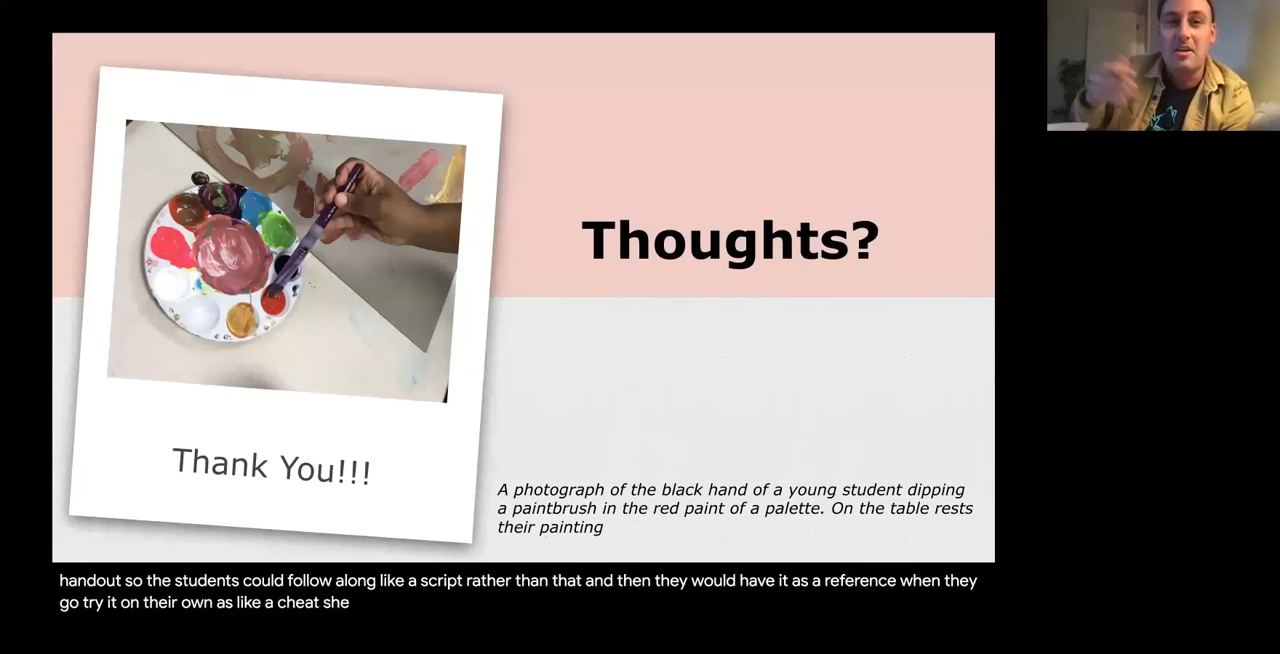 Thoughts?
Thank You!!!
A photograph of the black hand of a young student dipping
a paintbrush in the red paint of a palette. On the table rests
their painting
handout so the students could follow along like a script rather than that and then they would have it as a reference when they
go try it on their own as like a cheat she